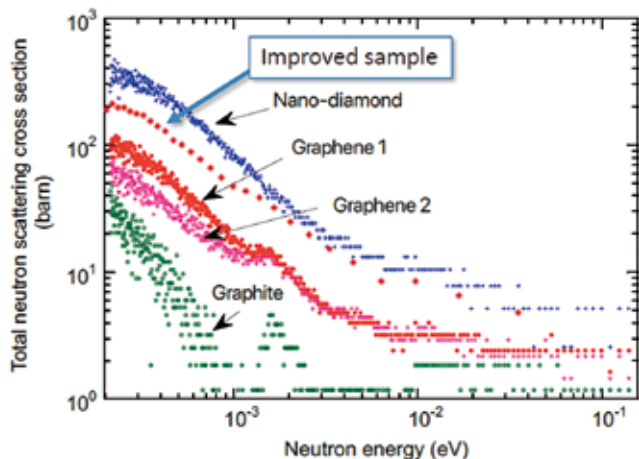 Total neutron scattering cross section
(barn)
10³
10²
10¹
10⁰
Improved sample
Nano-diamond
Graphene 1
Graphene 2
Graphite
10⁻³
10⁻²
10⁻¹
Neutron energy (eV)